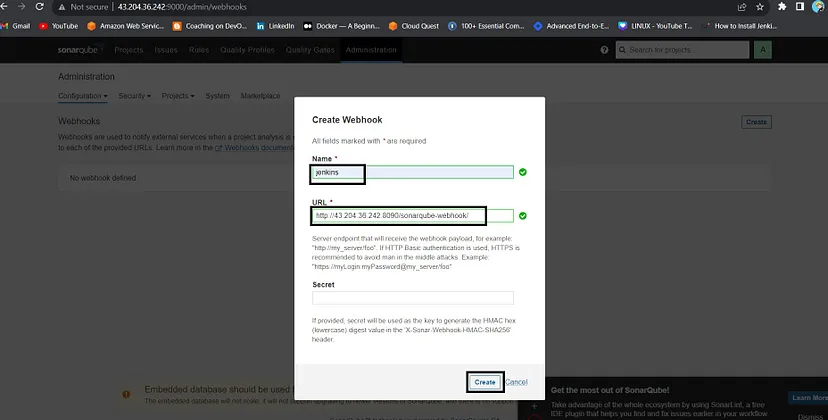 Not secure | 43.204.36.242:9000/admin/webhooks
Gmail YouTube Amazon Web Servic... Coaching on DevO... LinkedIn Docker — A Beginn... Cloud Quest 100+ Essential Com... Advanced End-to-E... LINUX - YouTube T... How to Install Jenki...
sonarqube Projects Issues Rules Quality Profiles Quality Gates Administration Search for projects... A
Administration
Configuration Security Projects System Marketplace
Webhooks
Create
Webhooks are used to notify external services when a project analysis is
to each of the provided URLs. Learn more in the Webhooks document
No webhook defined
Create Webhook
All fields marked with * are required
Name *
jenkins
URL *
http://43.204.36.242:8090/sonarqube-webhook/
Server endpoint that will receive the webhook payload, for example:
"http://my_server/foo". If HTTP Basic authentication is used, HTTPS is
recommended to avoid man in the middle attacks. Example:
"https://myLogin:myPassword@my_server/foo"
Secret
If provided, secret will be used as the key to generate the HMAC hex
(lowercase) digest value in the 'X-Sonar-Webhook-HMAC-SHA256'
header.
Create Cancel
Embedded database should be used f
The embedded database will not scale, it will not
Get the most out of SonarQube!
Take advantage of the whole ecosystem by using SonarLint, a free
IDE plugin that helps you find and fix issues earlier in your workflow
Learn More
Dismiss